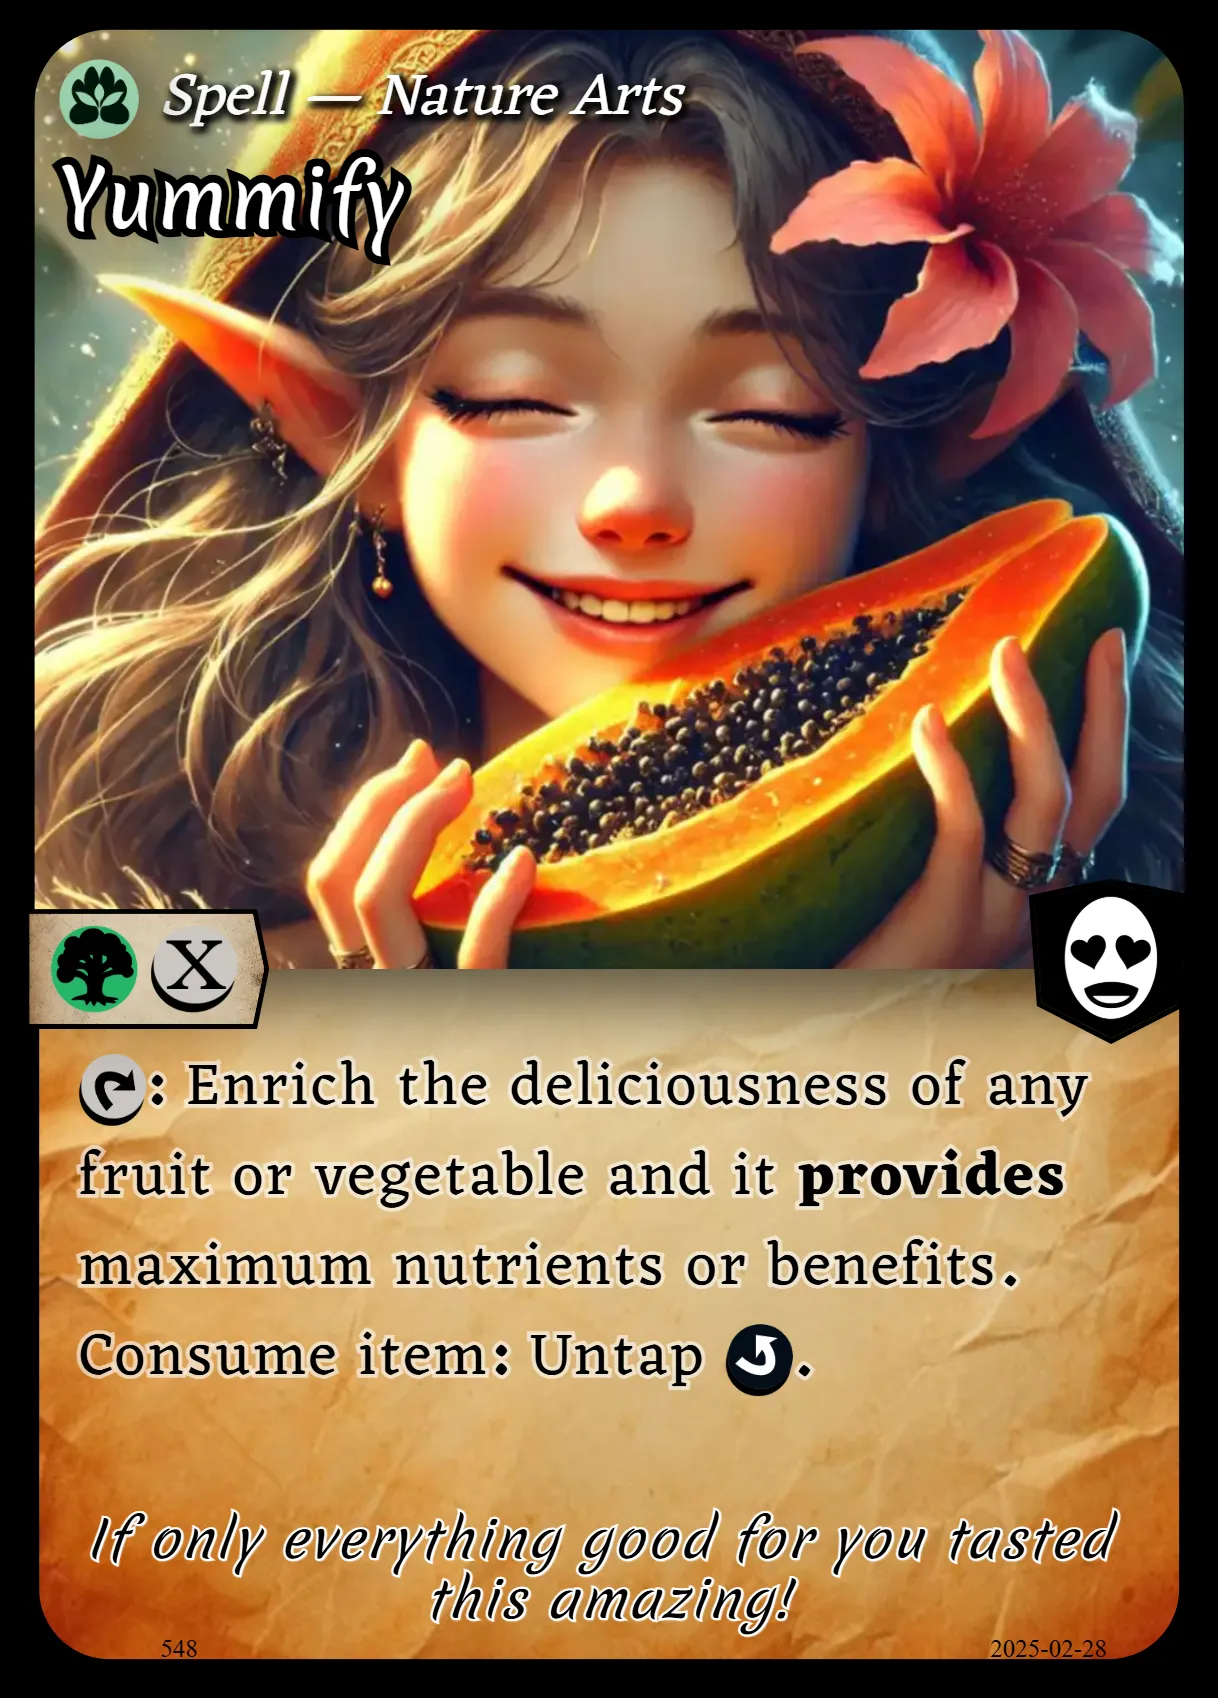 Spell — Nature Arts
Yummify
X
: Enrich the deliciousness of any
fruit or vegetable and it provides
maximum nutrients or benefits.
Consume item: Untap .
If only everything good for you tasted
this amazing!
548
2025-02-28